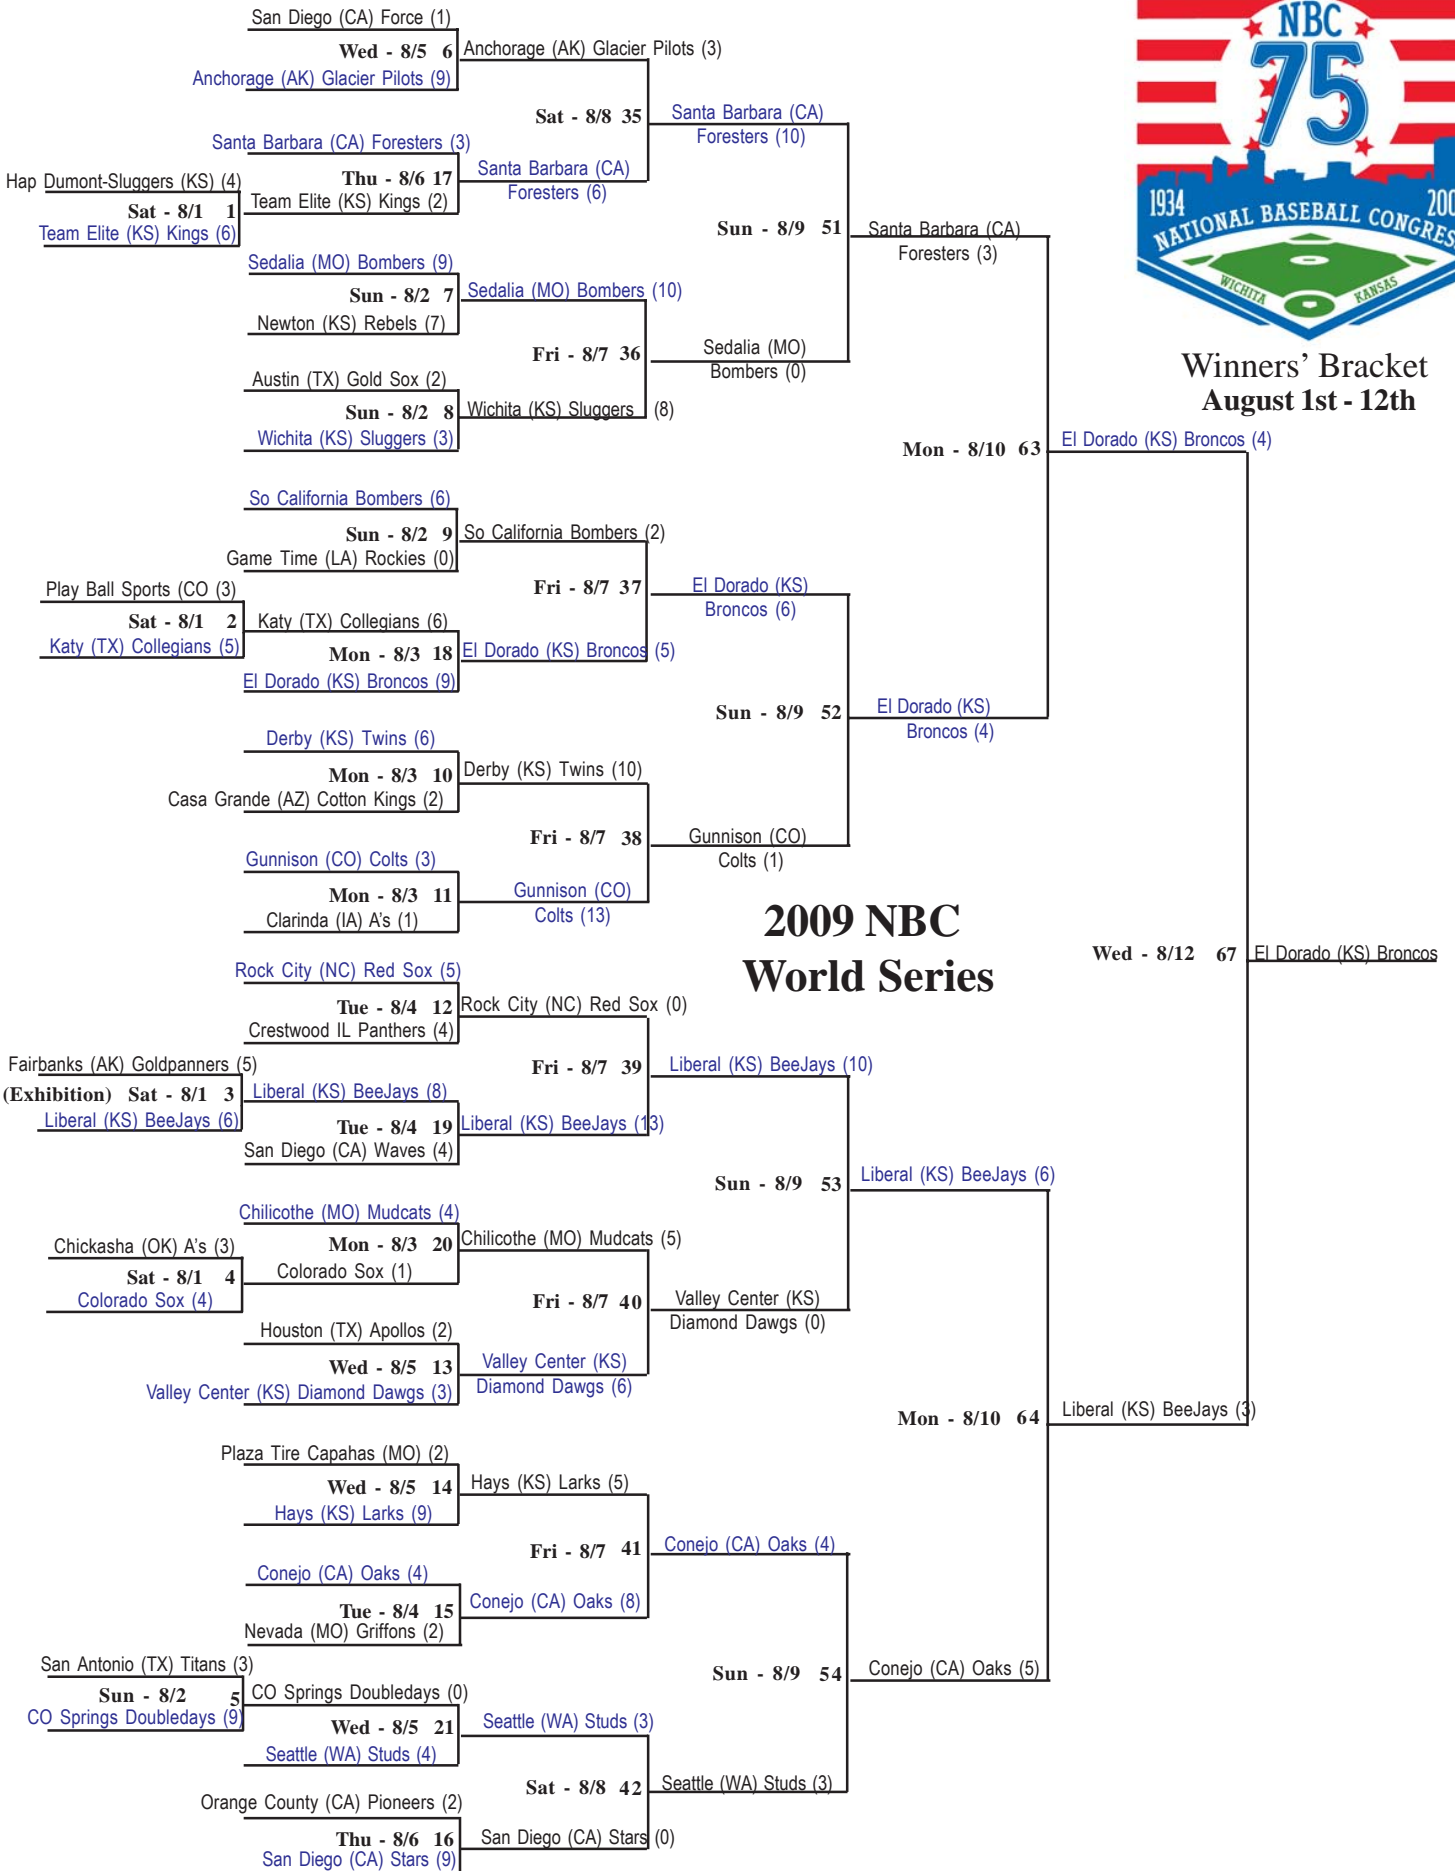 San Diego (CA) Force (1)
Wed - 8/5 6
Anchorage (AK) Glacier Pilots (9)
Anchorage (AK) Glacier Pilots (3)
Sat - 8/8 35
Santa Barbara (CA) Foresters (3)
Hap Dumont-Sluggers (KS) (4)
Sat - 8/1 1
Team Elite (KS) Kings (6)
Thu - 8/6 17
Team Elite (KS) Kings (2)
Santa Barbara (CA)
Foresters (6)
Santa Barbara (CA)
Foresters (10)
Sun - 8/9 51
Sedalia (MO) Bombers (9)
Sun - 8/2 7
Newton (KS) Rebels (7)
Sedalia (MO) Bombers (10)
Fri - 8/7 36
Austin (TX) Gold Sox (2)
Sun - 8/2 8
Wichita (KS) Sluggers (3)
Wichita (KS) Sluggers (8)
Sedalia (MO)
Bombers (0)
Santa Barbara (CA)
Foresters (3)
NBC
75
1934
200
NATIONAL BASEBALL CONGRES
WICHITA
KANSAS
Winners’ Bracket
August 1st - 12th
Mon - 8/10 63
El Dorado (KS) Broncos (4)
So California Bombers (6)
Sun - 8/2 9
Game Time (LA) Rockies (0)
So California Bombers (2)
Fri - 8/7 37
Play Ball Sports (CO (3)
Sat - 8/1 2
Katy (TX) Collegians (5)
Katy (TX) Collegians (6)
Mon - 8/3 18
El Dorado (KS) Broncos (9)
El Dorado (KS) Broncos (5)
El Dorado (KS)
Broncos (6)
Sun - 8/9 52
El Dorado (KS)
Broncos (4)
Derby (KS) Twins (6)
Mon - 8/3 10
Casa Grande (AZ) Cotton Kings (2)
Derby (KS) Twins (10)
Fri - 8/7 38
Gunnison (CO) Colts (3)
Mon - 8/3 11
Clarinda (IA) A's (1)
Gunnison (CO)
Colts (13)
Gunnison (CO)
Colts (1)
2009 NBC
World Series
Wed - 8/12 67
El Dorado (KS) Broncos
Rock City (NC) Red Sox (5)
Tue - 8/4 12
Crestwood IL Panthers (4)
Rock City (NC) Red Sox (0)
Fri - 8/7 39
Fairbanks (AK) Goldpanners (5)
(Exhibition) Sat - 8/1 3
Liberal (KS) BeeJays (6)
Liberal (KS) BeeJays (8)
Tue - 8/4 19
San Diego (CA) Waves (4)
Liberal (KS) BeeJays (13)
Liberal (KS) BeeJays (10)
Sun - 8/9 53
Liberal (KS) BeeJays (6)
Chilicothe (MO) Mudcats (4)
Chickasha (OK) A's (3)
Sat - 8/1 4
Colorado Sox (4)
Mon - 8/3 20
Colorado Sox (1)
Chilicothe (MO) Mudcats (5)
Fri - 8/7 40
Houston (TX) Apollos (2)
Wed - 8/5 13
Valley Center (KS) Diamond Dawgs (3)
Valley Center (KS)
Diamond Dawgs (6)
Valley Center (KS)
Diamond Dawgs (0)
Mon - 8/10 64
Liberal (KS) BeeJays (3)
Plaza Tire Capahas (MO) (2)
Wed - 8/5 14
Hays (KS) Larks (9)
Hays (KS) Larks (5)
Fri - 8/7 41
Conejo (CA) Oaks (4)
Tue - 8/4 15
Nevada (MO) Griffons (2)
Conejo (CA) Oaks (8)
Conejo (CA) Oaks (4)
Sun - 8/9 54
Conejo (CA) Oaks (5)
San Antonio (TX) Titans (3)
Sun - 8/2 5
CO Springs Doubledays (9)
CO Springs Doubledays (0)
Wed - 8/5 21
Seattle (WA) Studs (4)
Seattle (WA) Studs (3)
Sat - 8/8 42
Seattle (WA) Studs (3)
Orange County (CA) Pioneers (2)
Thu - 8/6 16
San Diego (CA) Stars (9)
San Diego (CA) Stars (0)